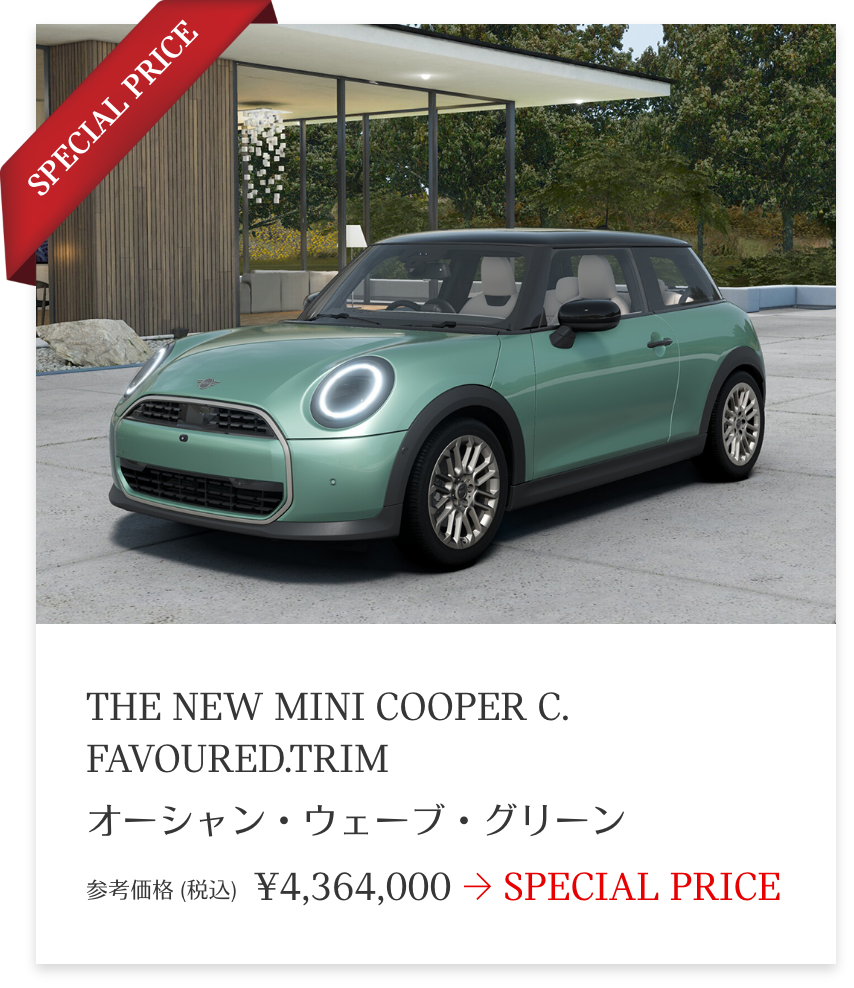 SPECIAL PRICE
THE NEW MINI COOPER C.
FAVOURED.TRIM
オーシャン・ウェーブ・グリーン
参考価格 (税込) ¥4,364,000 → SPECIAL PRICE